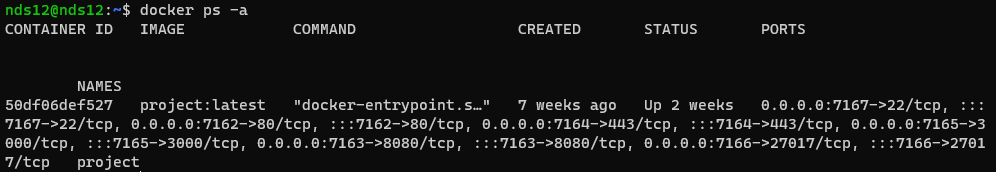 nds12@nds12:~$ docker ps -a
CONTAINER ID   IMAGE            COMMAND                  CREATED       STATUS       PORTS
NAMES
50df06def527   project:latest   "docker-entrypoint.s…"   7 weeks ago   Up 2 weeks   0.0.0.0:7167->22/tcp, :::
7167->22/tcp, 0.0.0.0:7162->80/tcp, :::7162->80/tcp, 0.0.0.0:7164->443/tcp, :::7164->443/tcp, 0.0.0.0:7165->3
000/tcp, :::7165->3000/tcp, 0.0.0.0:7163->8080/tcp, :::7163->8080/tcp, 0.0.0.0:7166->27017/tcp, :::7166->2701
7/tcp   project